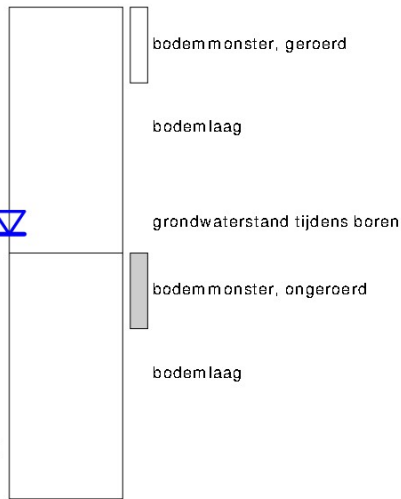 bodemmonster, geroerd
bodemlaag
grondwaterstand tijdens boren
bodemmonster, ongeroerd
bodemlaag